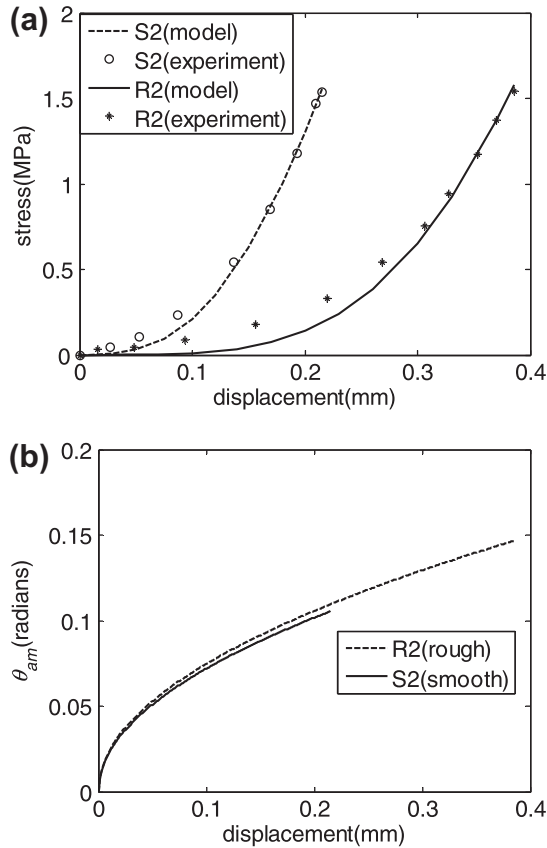 (a)
2
1.5
1
0.5
0
stress(MPa)
S2(model)
S2(experiment)
R2(model)
R2(experiment)
0 0.1 0.2 0.3 0.4
displacement(mm)
(b)
0.2
0.15
0.1
0.05
0
θam(radians)
R2(rough)
S2(smooth)
0 0.1 0.2 0.3 0.4
displacement(mm)